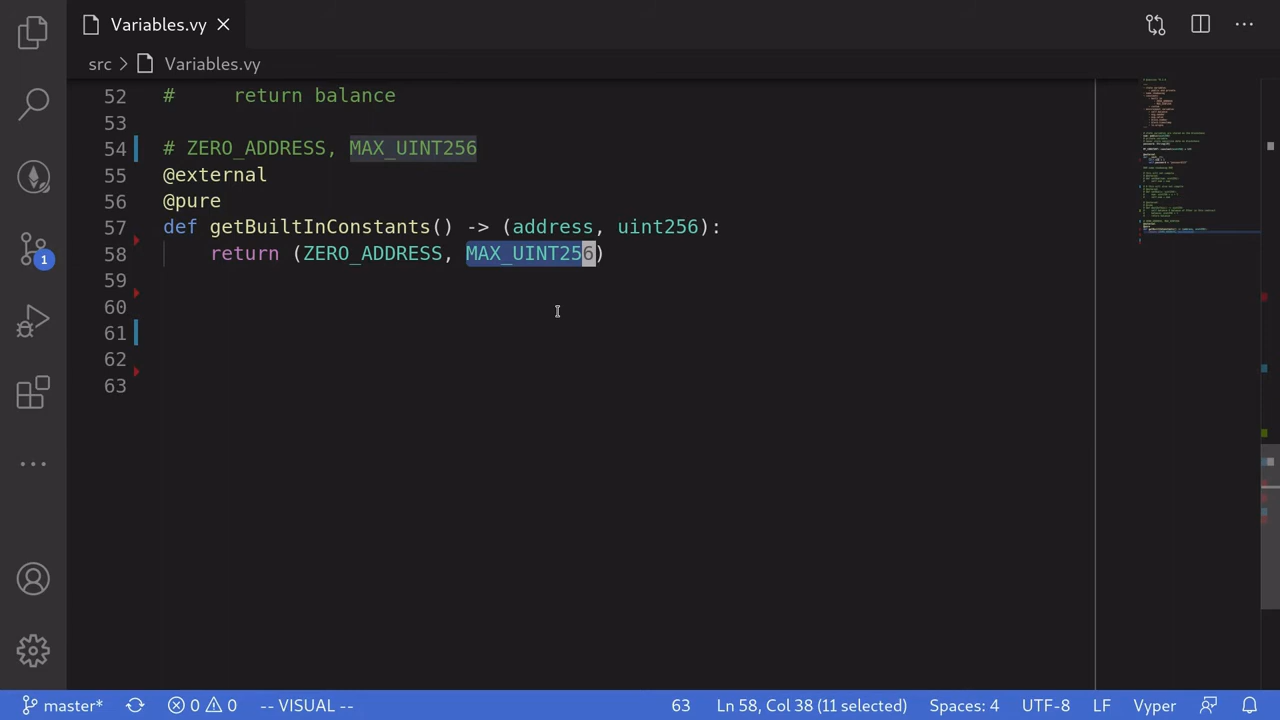 Variables.vy
src > Variables.vy
52 # return balance
53
54 # ZERO_ADDRESS, MAX_UINT256
55 @external
56 @pure
57 def getBuiltInConstants() -> (address, uint256):
58 return (ZERO_ADDRESS, MAX_UINT256)
59
60
61
62
63
1
master* 0 0 -- VISUAL -- 63 Ln 58, Col 38 (11 selected) Spaces: 4 UTF-8 LF Vyper